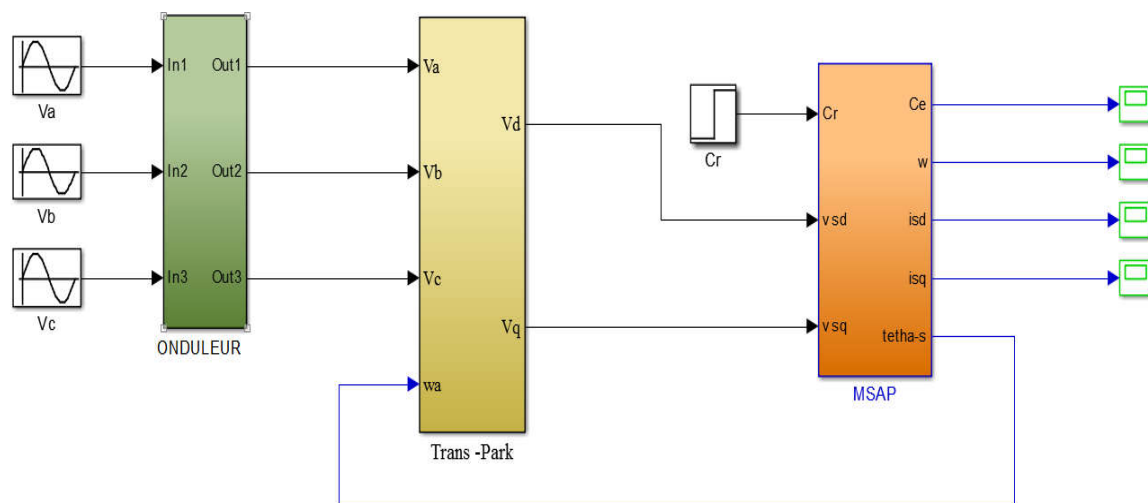 Va
Vb
Vc
In1
In2
In3
Out1
Out2
Out3
ONDULEUR
Va
Vb
Vc
wa
Vd
Vq
Trans -Park
Cr
Cr
vsd
vsq
Ce
w
isd
isq
tetha-s
MSAP